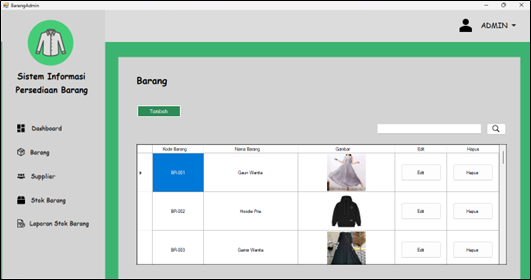 BarangAdmin
ADMIN
Sistem Informasi
Persediaan Barang
Dashboard
Barang
Supplier
Stok Barang
Laporan Stok Barang
Barang
Tambah
Kode Barang Nama Barang Gambar Edit Hapus
BR-001 Gaun Wanita Edit Hapus
BR-002 Hoodie Pria Edit Hapus
BR-003 Gamis Wanita Edit Hapus